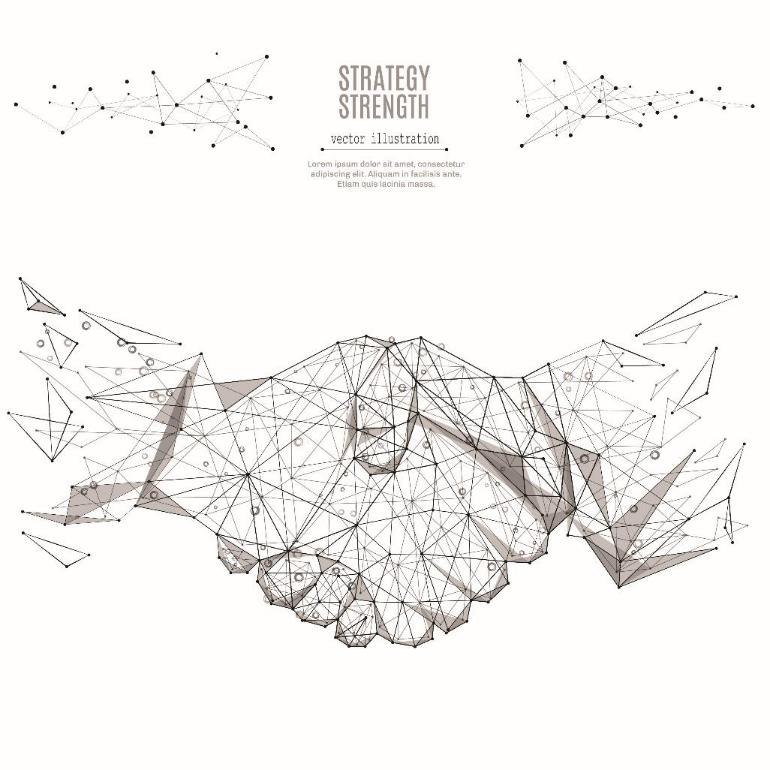 STRATEGY
STRENGTH
vector illustration
Lorem ipsum dolor sit amet, consectetur
adipiscing elit. Aliquam in facilisis ante.
Etiam quis lacinia massa.